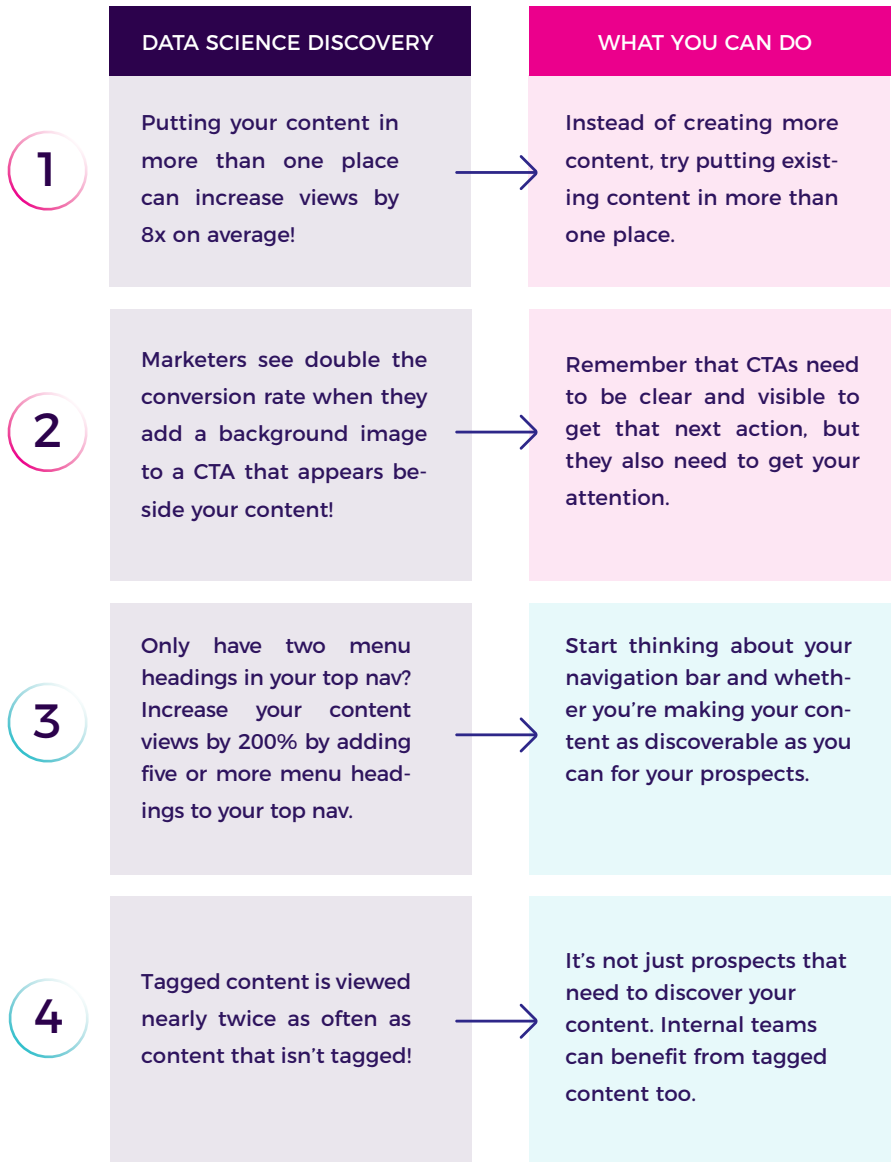 DATA SCIENCE DISCOVERY
WHAT YOU CAN DO
1
Putting your content in
more than one place
can increase views by
8x on average!
Instead of creating more
content, try putting exist-
ing content in more than
one place.
2
Marketers see double the
conversion rate when they
add a background image
to a CTA that appears be-
side your content!
Remember that CTAs need
to be clear and visible to
get that next action, but
they also need to get your
attention.
3
Only have two menu
headings in your top nav?
Increase your content
views by 200% by adding
five or more menu head-
ings to your top nav.
Start thinking about your
navigation bar and wheth-
er you’re making your con-
tent as discoverable as you
can for your prospects.
4
Tagged content is viewed
nearly twice as often as
content that isn’t tagged!
It’s not just prospects that
need to discover your
content. Internal teams
can benefit from tagged
content too.